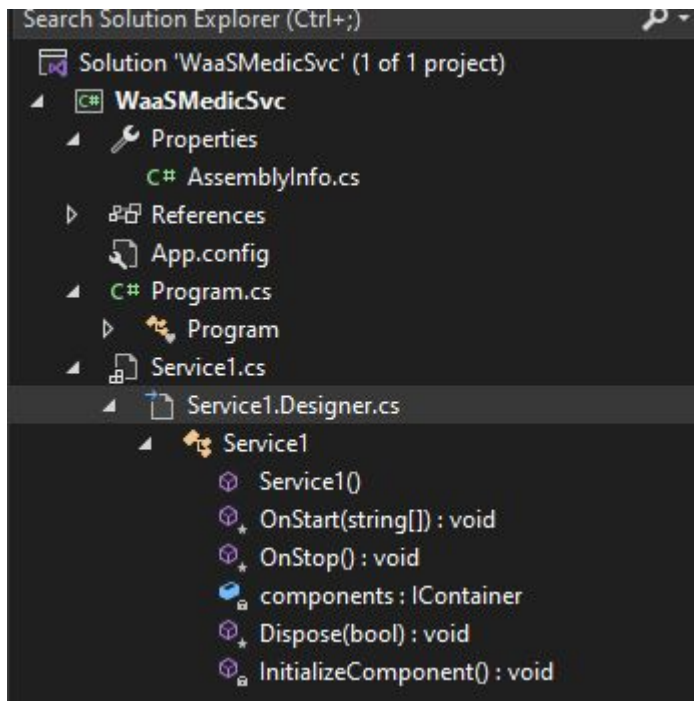 Search Solution Explorer (Ctrl+;)
Solution 'WaaSMedicSvc' (1 of 1 project)
C# WaaSMedicSvc
Properties
C# AssemblyInfo.cs
References
App.config
C# Program.cs
Program
Service1.cs
Service1.Designer.cs
Service1
Service1()
OnStart(string[]) : void
OnStop() : void
components : IContainer
Dispose(bool) : void
InitializeComponent() : void